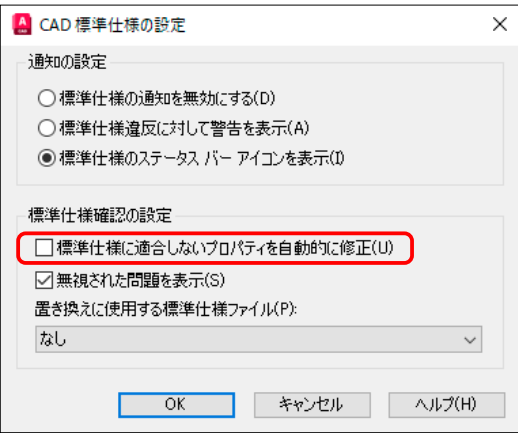 A CAD
CAD 標準仕様の設定
通知の設定
標準仕様の通知を無効にする(D)
標準仕様違反に対して警告を表示(A)
標準仕様のステータス バー アイコンを表示(I)
標準仕様確認の設定
標準仕様に適合しないプロパティを自動的に修正(U)
無視された問題を表示(S)
置き換えに使用する標準仕様ファイル(P):
なし
OK キャンセル ヘルプ(H)